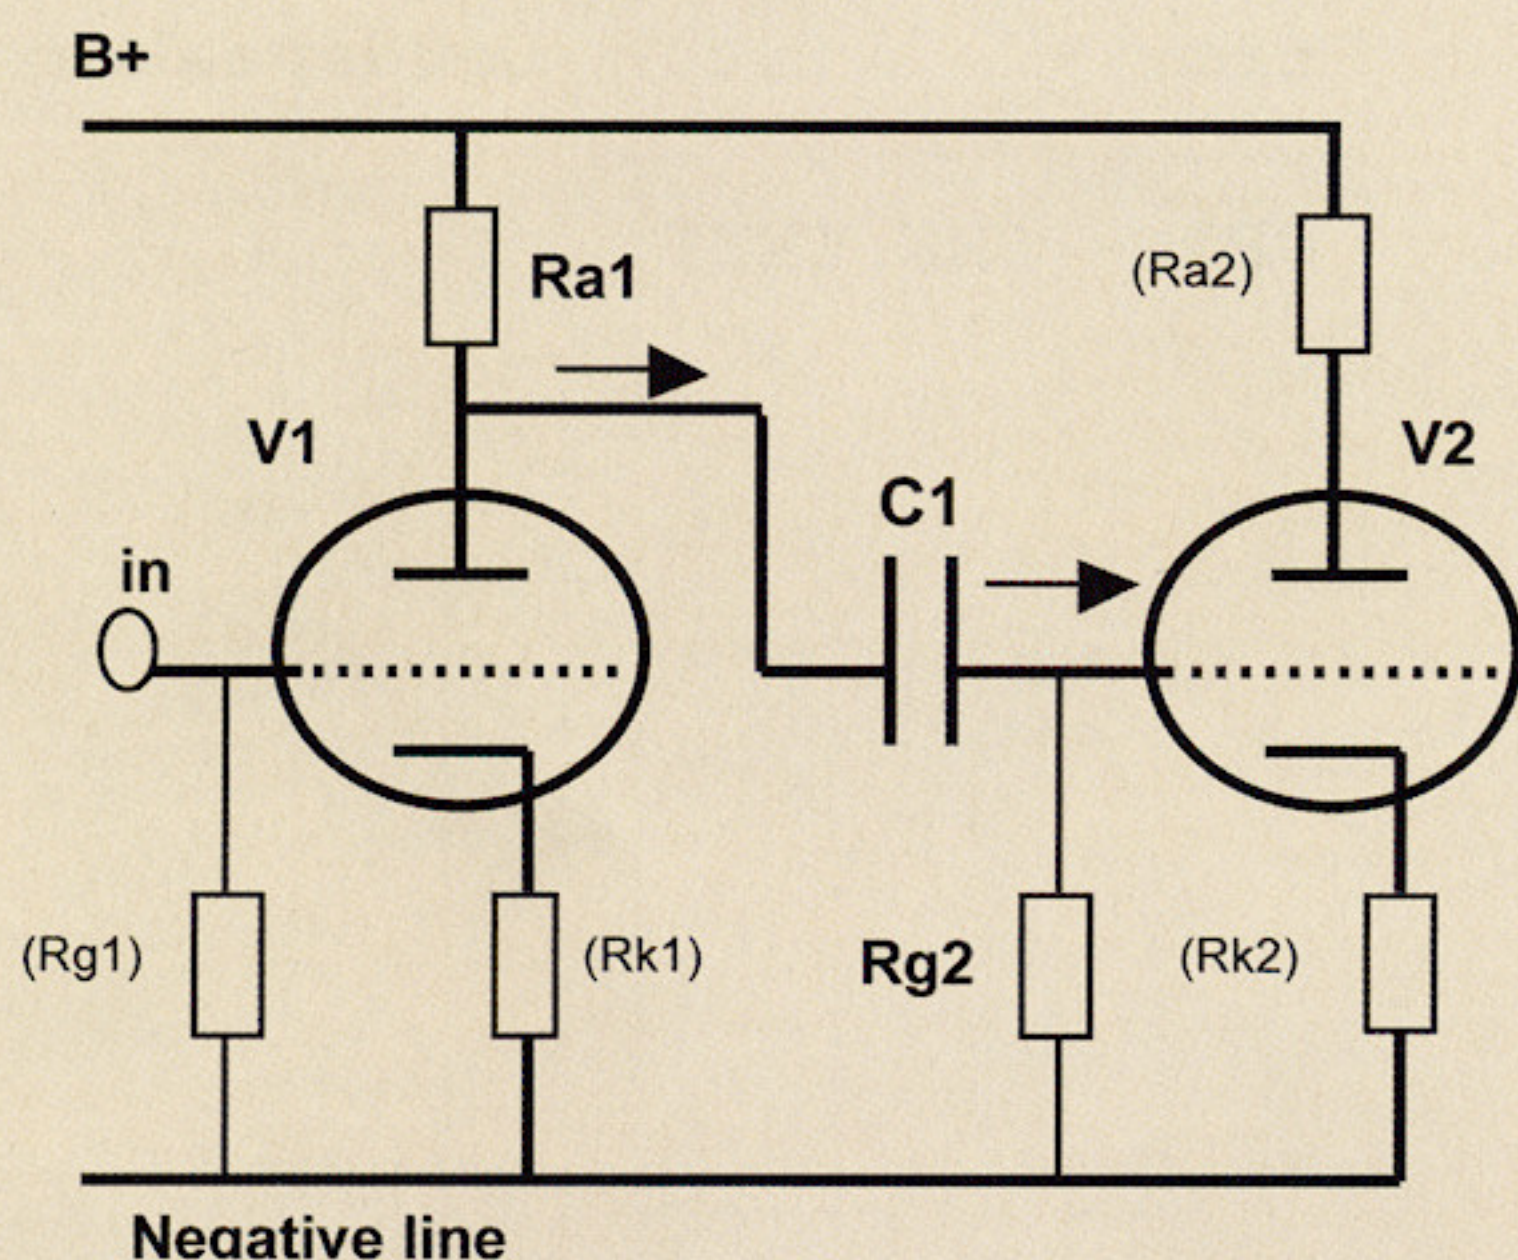 B+
Ra1
(Ra2)
V1
V2
C1
in
(Rg1)
(Rk1)
Rg2
(Rk2)
Negative line